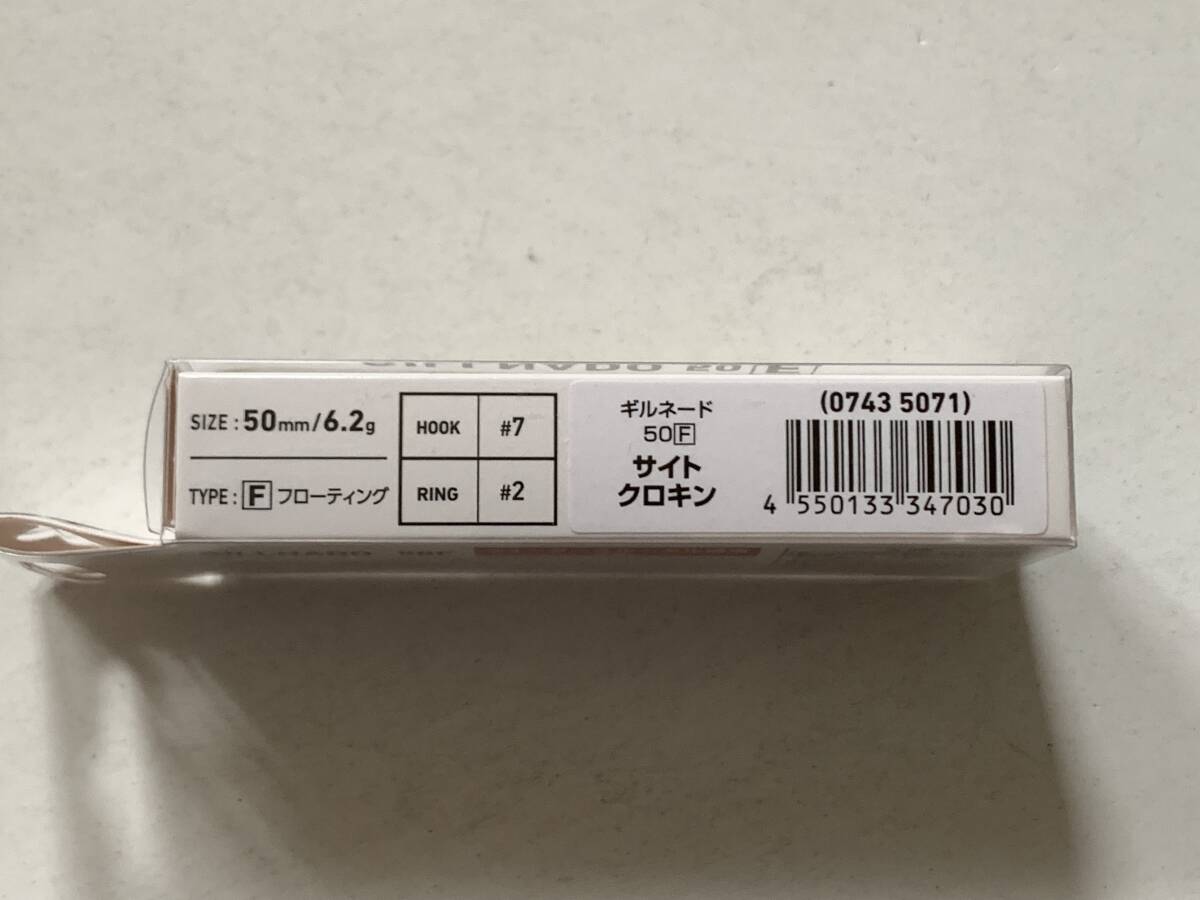 SIZE : 50mm/6.2g
TYPE : F フローティング
HOOK #7
RING #2
ギルネード
50F
サイト
クロキン
(0743 5071)
4 550133 347030